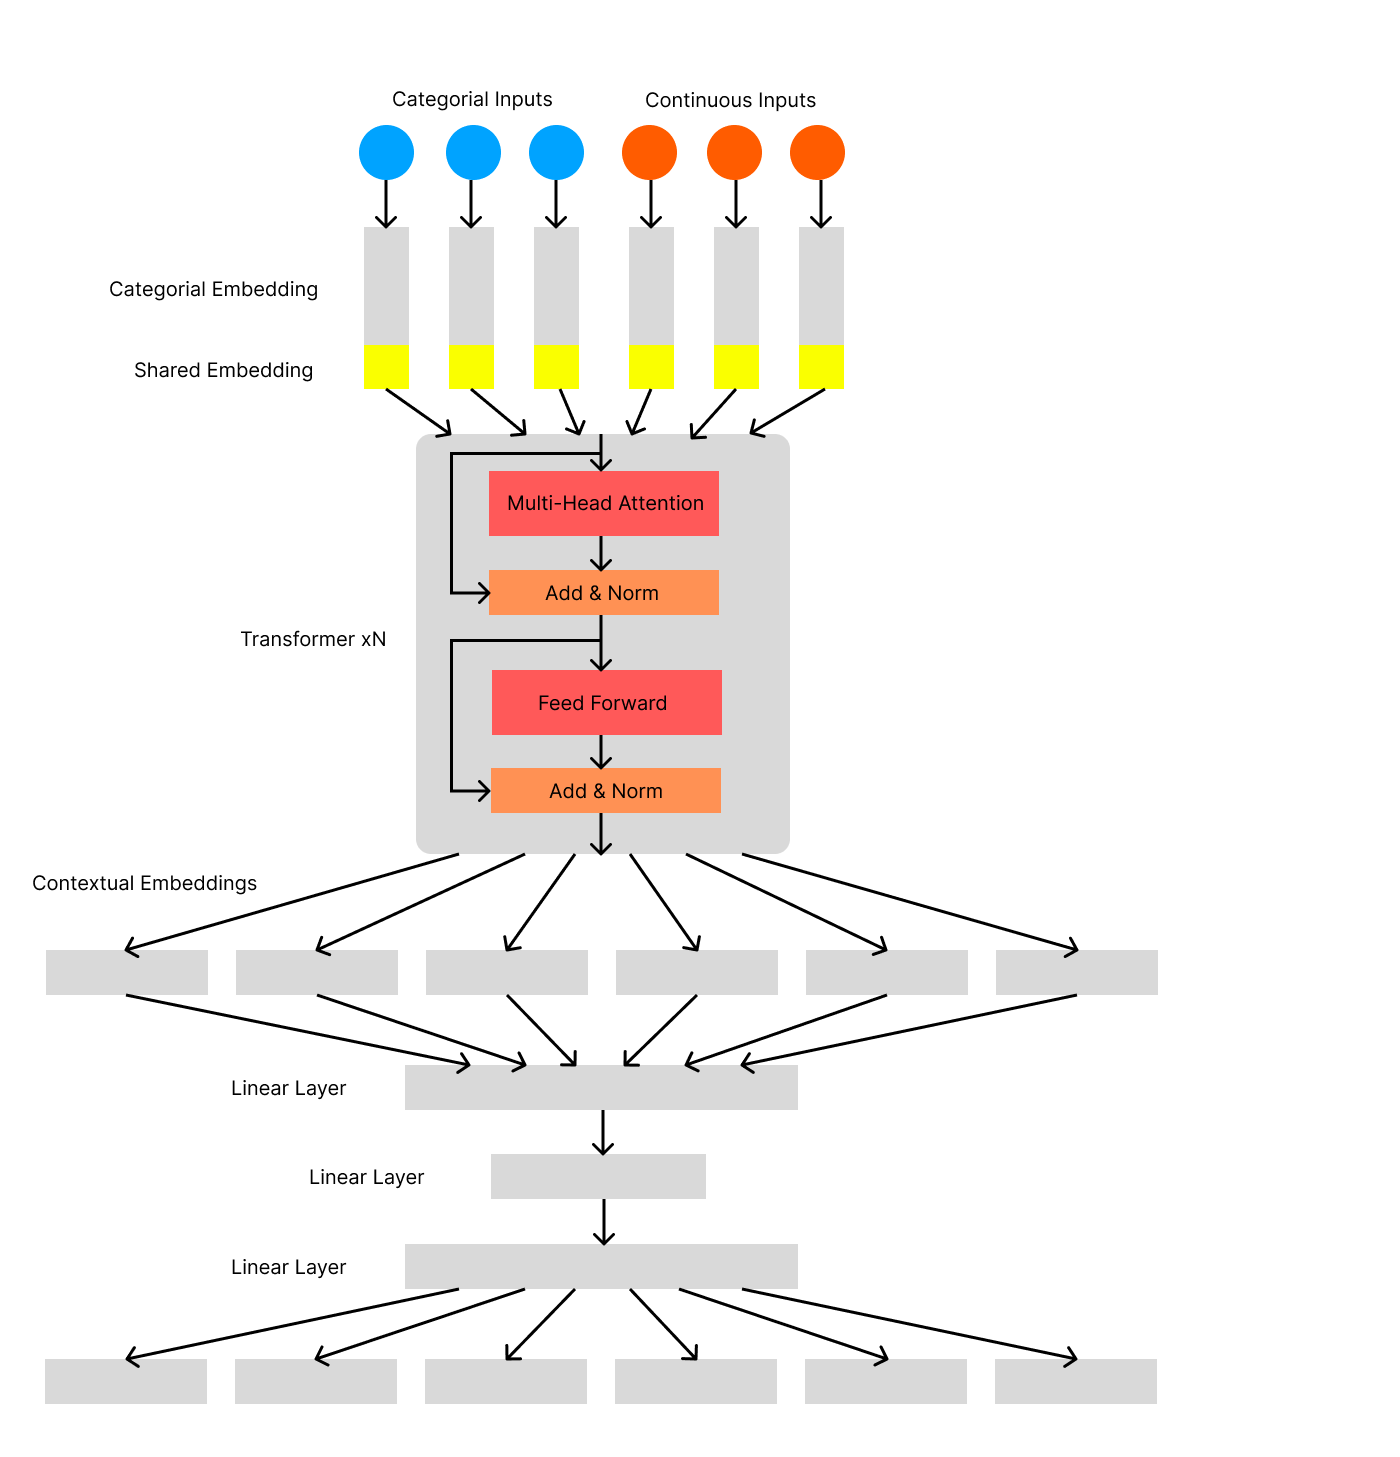 Categorial Inputs
Continuous Inputs
Categorial Embedding
Shared Embedding
Multi-Head Attention
Add & Norm
Transformer xN
Feed Forward
Add & Norm
Contextual Embeddings
Linear Layer
Linear Layer
Linear Layer